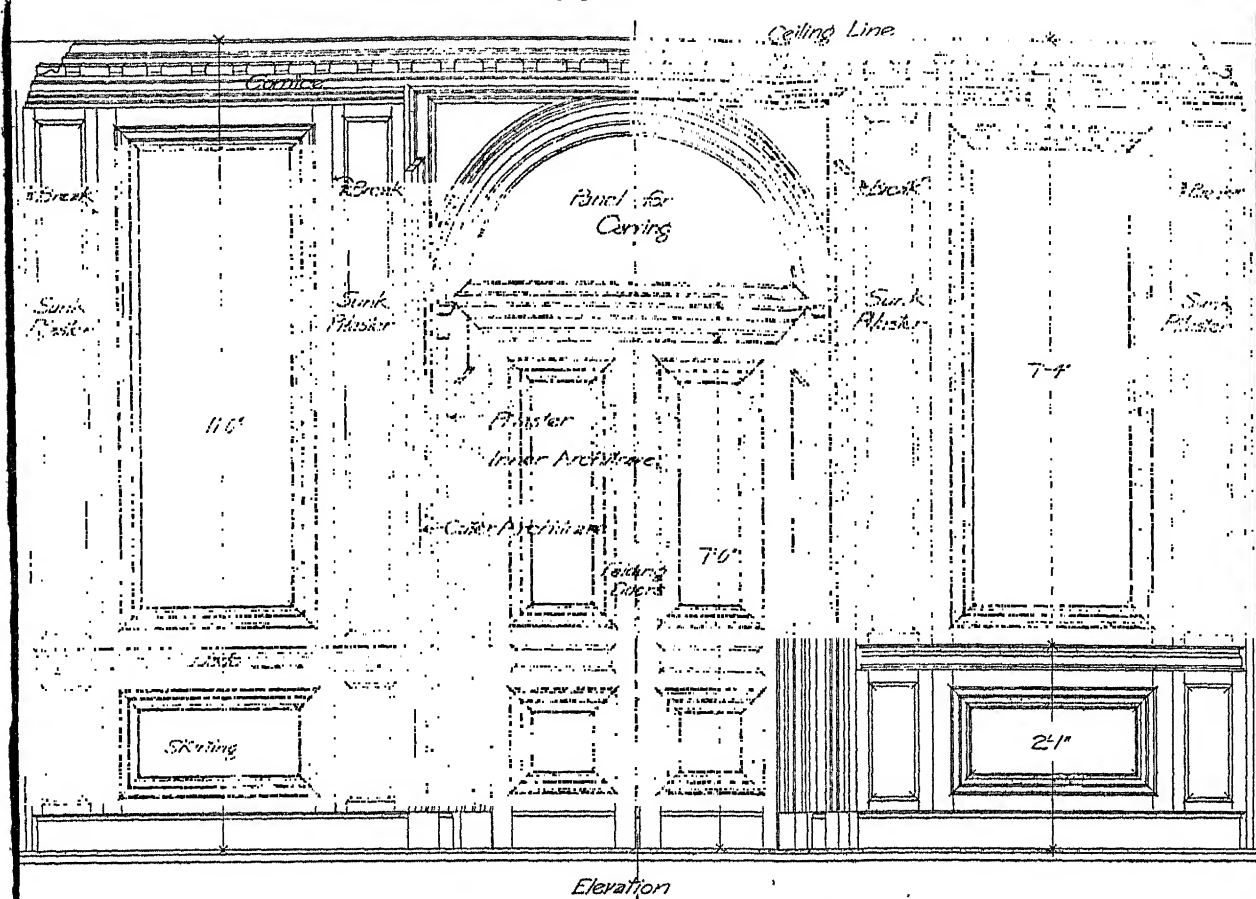 Ceiling Line
Cornice
Break
Break
Panel for
Carving
Break
Sunk
Pilaster
Sunk
Pilaster
Sunk
Pilaster
Sunk
Pilaster
7'-4"
11'.0"
Pilaster
Inner Architrave
Outer Architrave
7'.0"
Folding
Doors
Skirting
2'-1"
Elevation